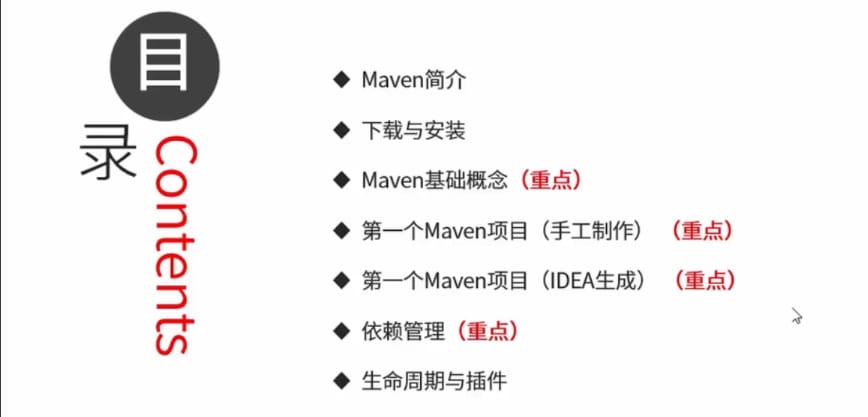 目录
Contents
◆ Maven简介
◆ 下载与安装
◆ Maven基础概念（重点）
◆ 第一个Maven项目（手工制作）（重点）
◆ 第一个Maven项目（IDEA生成）（重点）
◆ 依赖管理（重点）
◆ 生命周期与插件